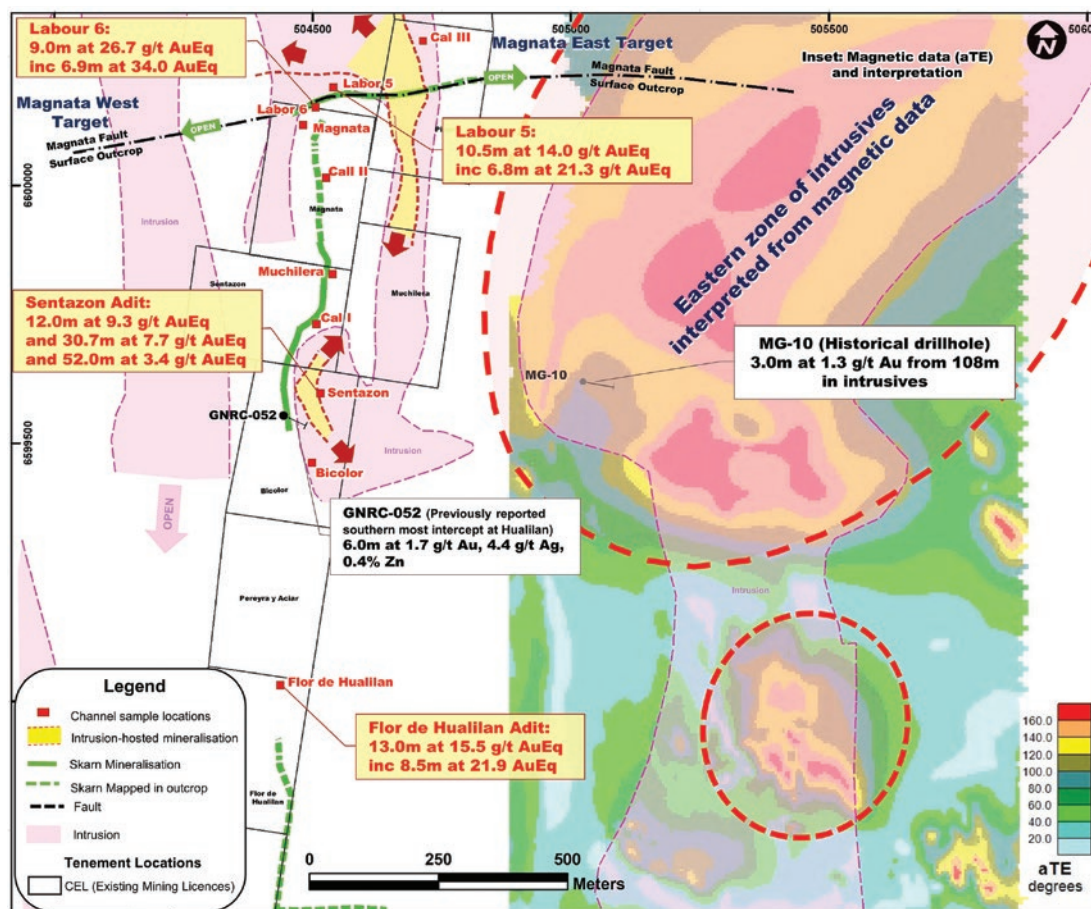 504500
505000
505500
506
6600000
6599500
N
Labour 6:
9.0m at 26.7 g/t AuEq
inc 6.9m at 34.0 AuEq
Cal III
Magnata East Target
Inset: Magnetic data (aTE)
and interpretation
Magnata Fault
Surface Outcrop
OPEN
Magnata West
Target
Labor 5
Labor 6
OPEN
Magnata Fault
Surface Outcrop
Magnata
Labour 5:
10.5m at 14.0 g/t AuEq
inc 6.8m at 21.3 g/t AuEq
Call II
Magnata
Intrusion
Eastern zone of intrusives
interpreted from magnetic
data
Sentazon
Muchilera
Muchilera
Sentazon Adit:
12.0m at 9.3 g/t AuEq
and 30.7m at 7.7 g/t AuEq
and 52.0m at 3.4 g/t AuEq
Cal I
MG-10 (Historical drillhole)
3.0m at 1.3 g/t Au from 108m
in intrusives
MG-10
Sentazon
GNRC-052
Intrusion
Bicolor
Bicolor
OPEN
GNRC-052 (Previously reported
southern most intercept at Hualilan)
6.0m at 1.7 g/t Au, 4.4 g/t Ag,
0.4% Zn
Intrusion
Pereyra y Aciar
Flor de Hualilan
Flor de Hualilan Adit:
13.0m at 15.5 g/t AuEq
inc 8.5m at 21.9 AuEq
Flor de
Hualilan
Legend
Channel sample locations
Intrusion-hosted mineralisation
Skarn Mineralisation
Skarn Mapped in outcrop
Fault
Intrusion
Tenement Locations
CEL (Existing Mining Licences)
0 250 500
Meters
160.0
140.0
120.0
100.0
80.0
60.0
40.0
20.0
aTE
degrees